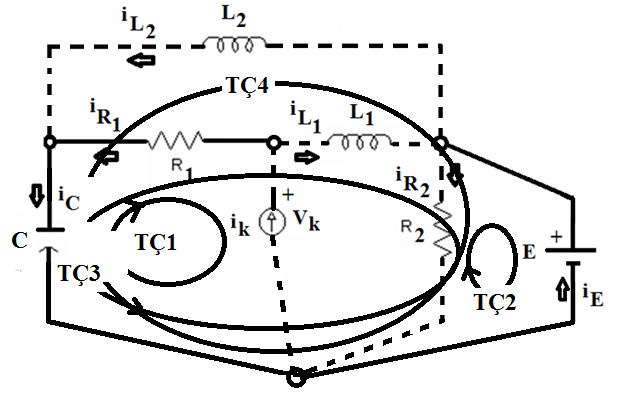 L2
iL2
TÇ4
iR1
iL1
L1
R1
iR2
iC
+
ik
Vk
R2
C
TÇ1
TÇ3
E
+
TÇ2
iE